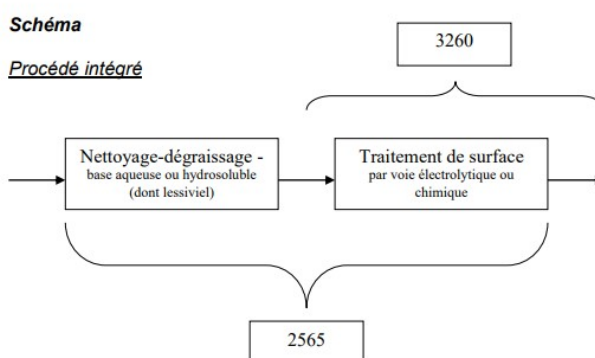 Schéma
3260
Procédé intégré
Nettoyage-dégraissage -
base aqueuse ou hydrosoluble
(dont lessiviel)
Traitement de surface
par voie électrolytique ou
chimique
2565